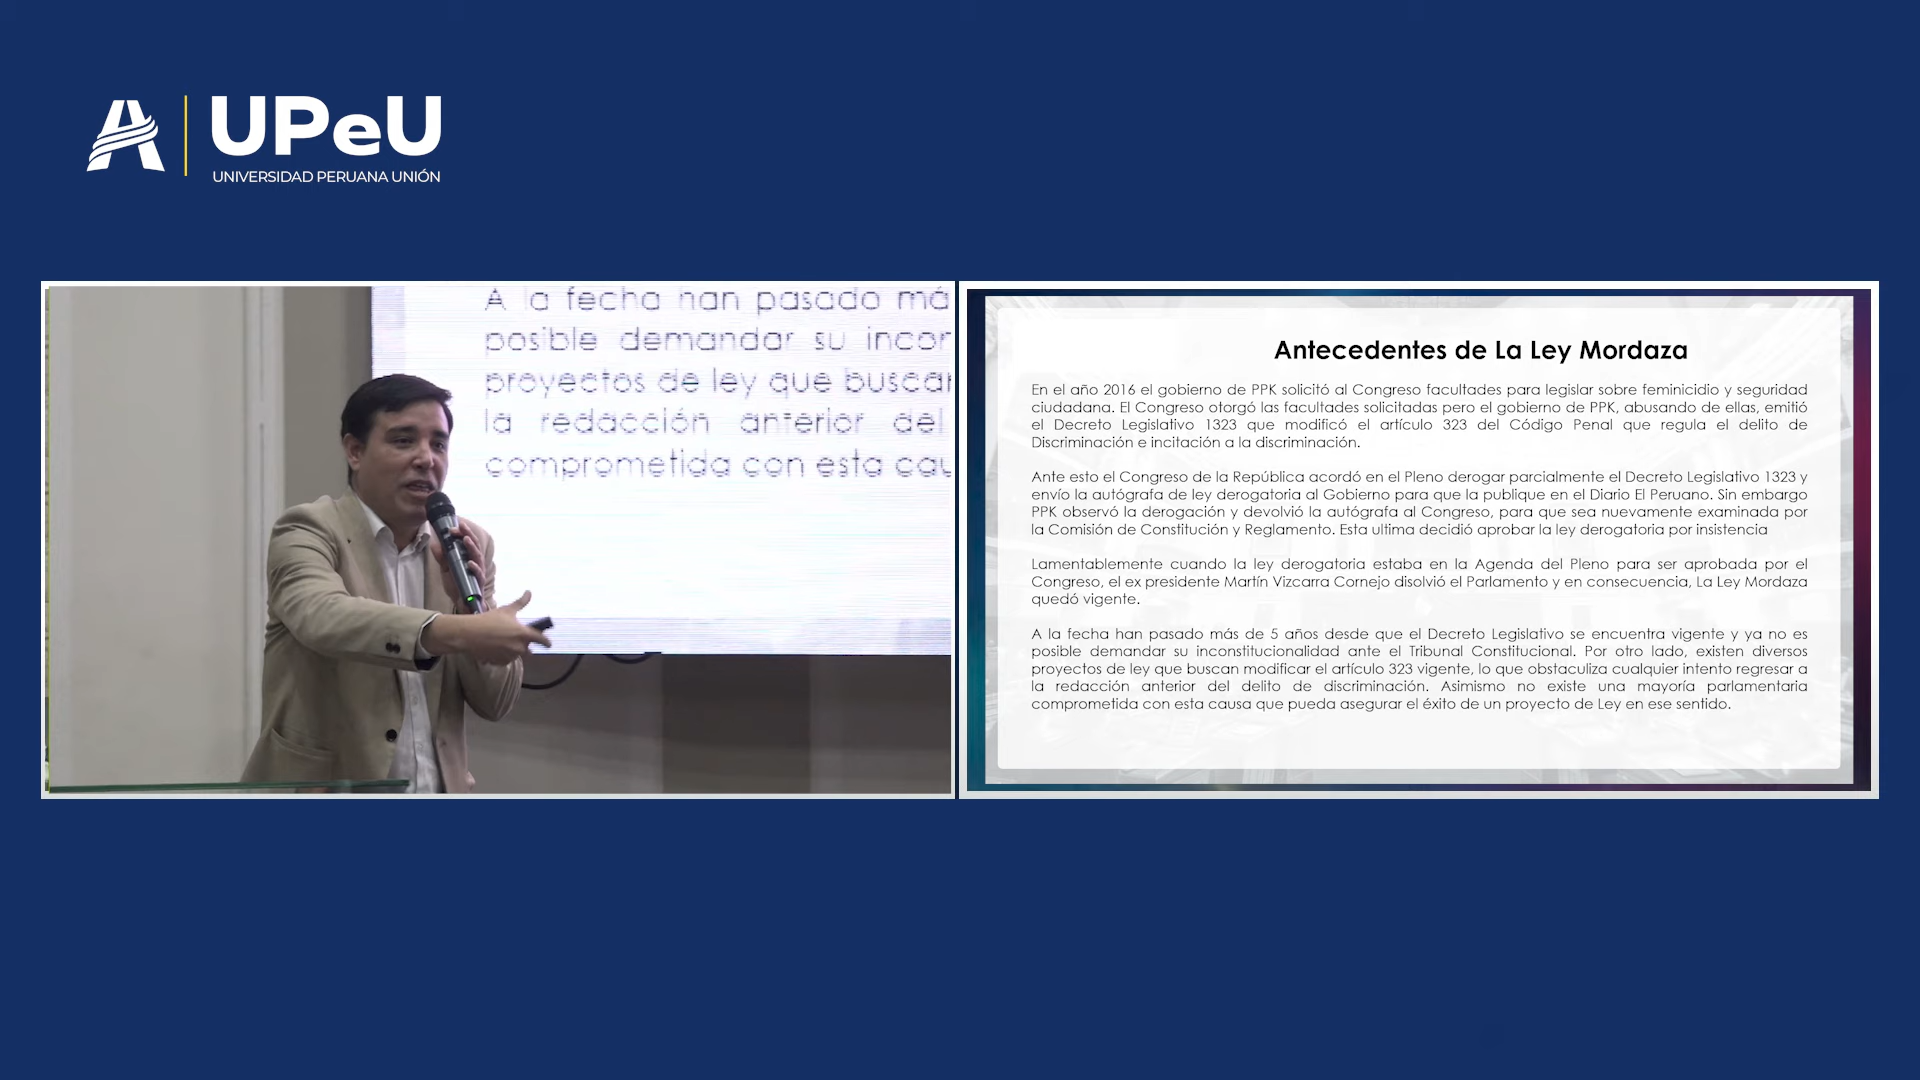 UPeU
UNIVERSIDAD PERUANA UNIÓN
A la fecha han pasado má
posible demandar su incor
proyectos de ley que buscar
la redacción anterior del
comprometida con esta cau
Antecedentes de La Ley Mordaza
En el año 2016 el gobierno de PPK solicitó al Congreso facultades para legislar sobre feminicidio y seguridad
ciudadana. El Congreso otorgó las facultades solicitadas pero el gobierno de PPK, abusando de ellas, emitió
el Decreto Legislativo 1323 que modificó el artículo 323 del Código Penal que regula el delito de
Discriminación e incitación a la discriminación.
Ante esto el Congreso de la República acordó en el Pleno derogar parcialmente el Decreto Legislativo 1323 y
envío la autógrafa de ley derogatoria al Gobierno para que la publique en el Diario El Peruano. Sin embargo
PPK observó la derogación y devolvió la autógrafa al Congreso, para que sea nuevamente examinada por
la Comisión de Constitución y Reglamento. Esta ultima decidió aprobar la ley derogatoria por insistencia
Lamentablemente cuando la ley derogatoria estaba en la Agenda del Pleno para ser aprobada por el
Congreso, el ex presidente Martín Vizcarra Cornejo disolvió el Parlamento y en consecuencia, La Ley Mordaza
quedó vigente.
A la fecha han pasado más de 5 años desde que el Decreto Legislativo se encuentra vigente y ya no es
posible demandar su inconstitucionalidad ante el Tribunal Constitucional. Por otro lado, existen diversos
proyectos de ley que buscan modificar el artículo 323 vigente, lo que obstaculiza cualquier intento regresar a
la redacción anterior del delito de discriminación. Asimismo no existe una mayoría parlamentaria
comprometida con esta causa que pueda asegurar el éxito de un proyecto de Ley en ese sentido.